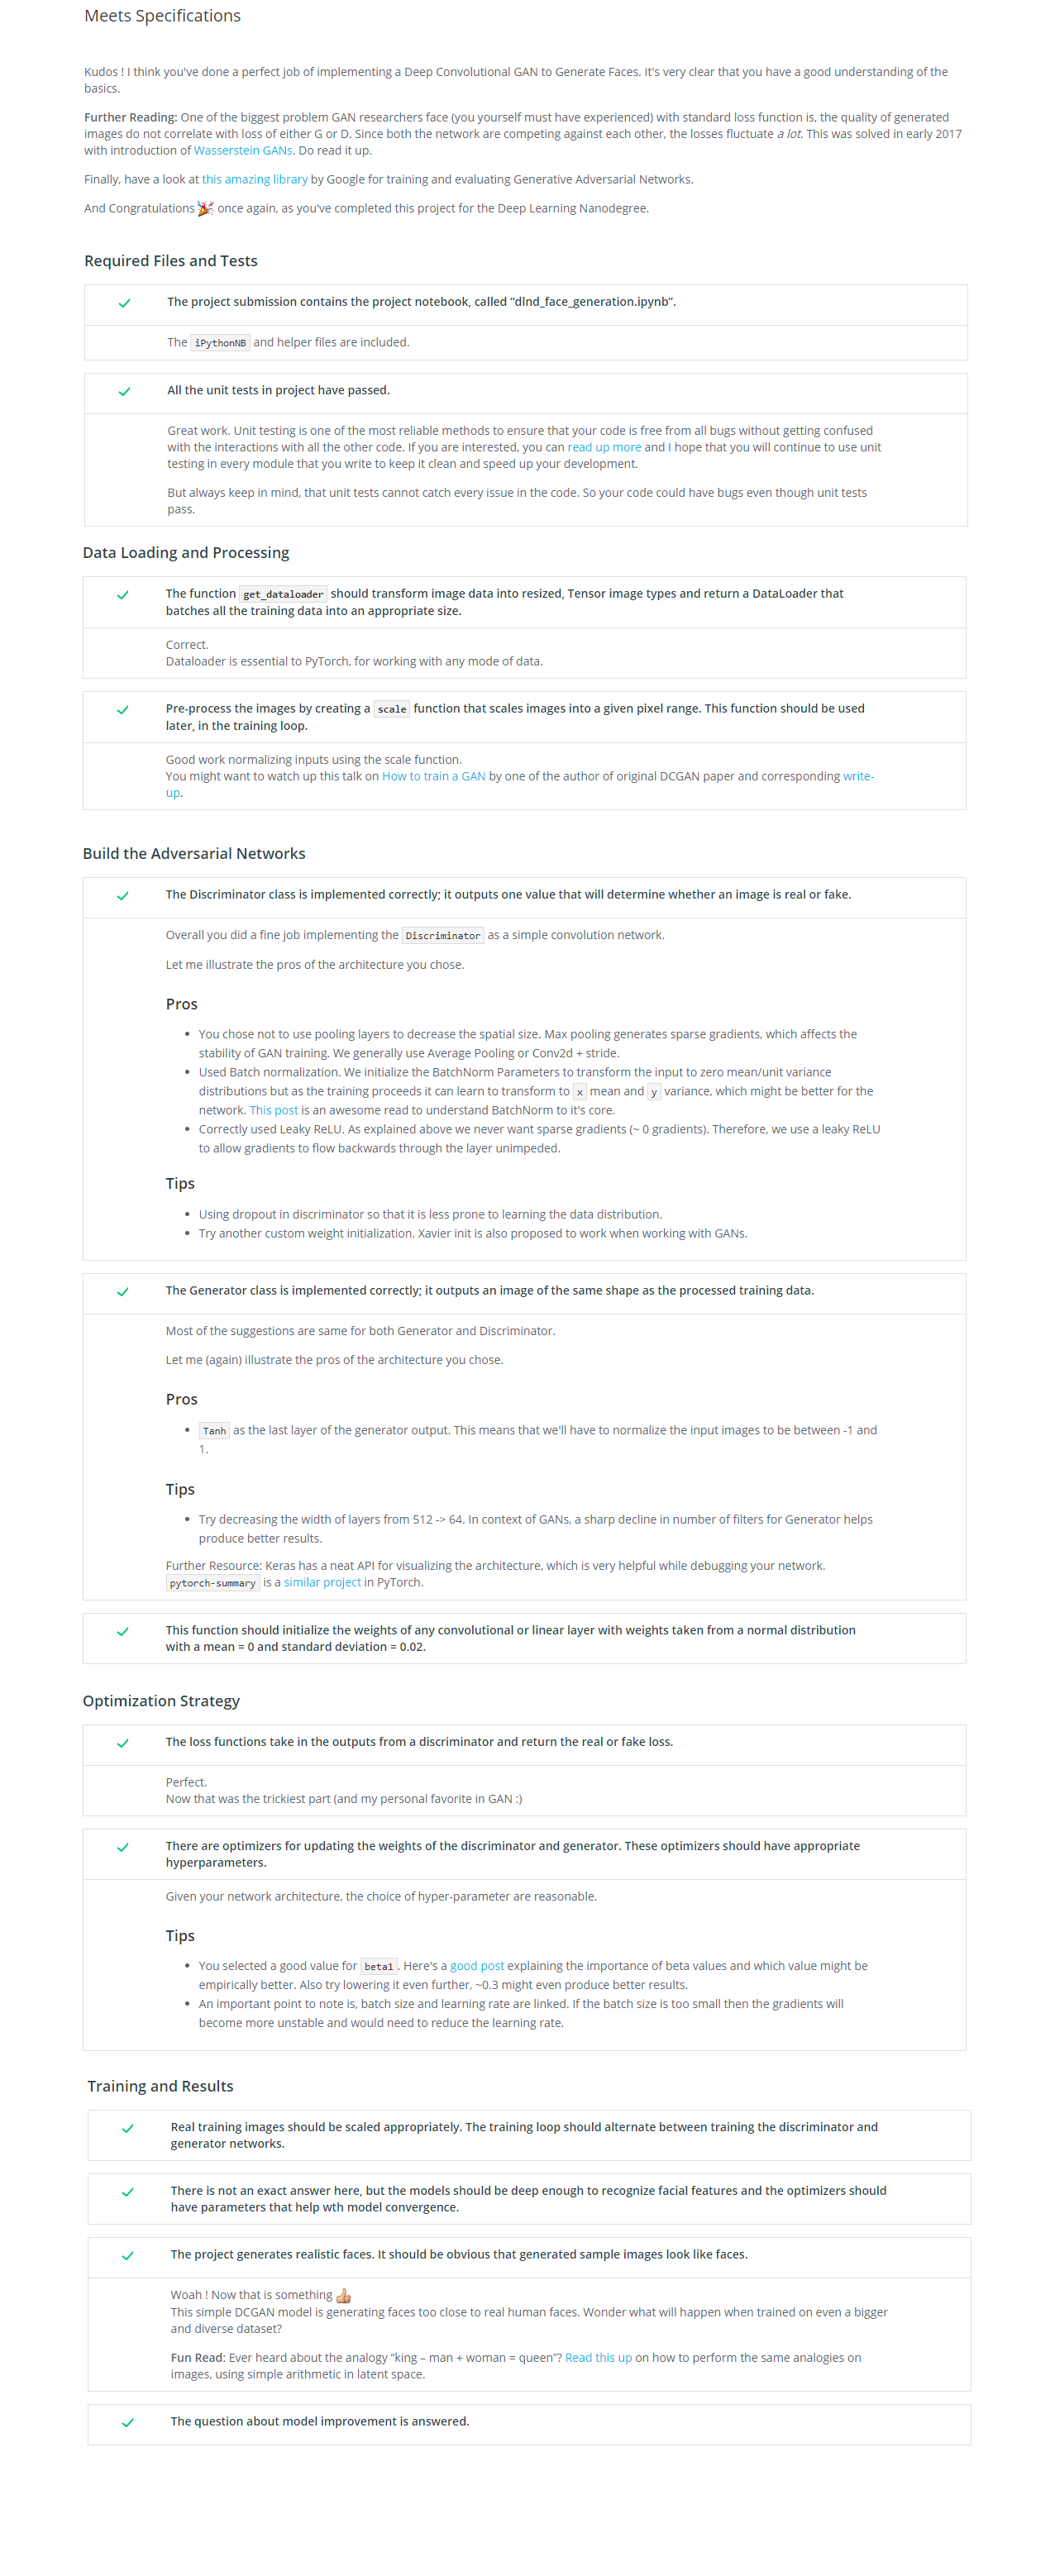 Meets Specifications
Kudos ! I think you've done a perfect job of implementing a Deep Convolutional GAN to Generate Faces. It's very clear that you have a good understanding of the
basics.
Further Reading: One of the biggest problem GAN researchers face (you yourself must have experienced) with standard loss function is, the quality of generated
images do not correlate with loss of either G or D. Since both the network are competing against each other, the losses fluctuate a lot. This was solved in early 2017
with introduction of Wasserstein GANs. Do read it up.
Finally, have a look at this amazing library by Google for training and evaluating Generative Adversarial Networks.
And Congratulations 🎉 once again, as you've completed this project for the Deep Learning Nanodegree.
Required Files and Tests
The project submission contains the project notebook, called “dlnd_face_generation.ipynb”.
The iPythonNB and helper files are included.
All the unit tests in project have passed.
Great work. Unit testing is one of the most reliable methods to ensure that your code is free from all bugs without getting confused
with the interactions with all the other code. If you are interested, you can read up more and I hope that you will continue to use unit
testing in every module that you write to keep it clean and speed up your development.
But always keep in mind, that unit tests cannot catch every issue in the code. So your code could have bugs even though unit tests
pass.
Data Loading and Processing
The function get_dataloader should transform image data into resized, Tensor image types and return a DataLoader that
batches all the training data into an appropriate size.
Correct.
Dataloader is essential to PyTorch, for working with any mode of data.
Pre-process the images by creating a scale function that scales images into a given pixel range. This function should be used
later, in the training loop.
Good work normalizing inputs using the scale function.
You might want to watch up this talk on How to train a GAN by one of the author of original DCGAN paper and corresponding write-
up.
Build the Adversarial Networks
The Discriminator class is implemented correctly; it outputs one value that will determine whether an image is real or fake.
Overall you did a fine job implementing the Discriminator as a simple convolution network.
Let me illustrate the pros of the architecture you chose.
Pros
• You chose not to use pooling layers to decrease the spatial size. Max pooling generates sparse gradients, which affects the
stability of GAN training. We generally use Average Pooling or Conv2d + stride.
• Used Batch normalization. We initialize the BatchNorm Parameters to transform the input to zero mean/unit variance
distributions but as the training proceeds it can learn to transform to x mean and y variance, which might be better for the
network. This post is an awesome read to understand BatchNorm to it's core.
• Correctly used Leaky ReLU. As explained above we never want sparse gradients (~ 0 gradients). Therefore, we use a leaky ReLU
to allow gradients to flow backwards through the layer unimpeded.
Tips
• Using dropout in discriminator so that it is less prone to learning the data distribution.
• Try another custom weight initialization. Xavier init is also proposed to work when working with GANs.
The Generator class is implemented correctly; it outputs an image of the same shape as the processed training data.
Most of the suggestions are same for both Generator and Discriminator.
Let me (again) illustrate the pros of the architecture you chose.
Pros
• Tanh as the last layer of the generator output. This means that we'll have to normalize the input images to be between -1 and
1.
Tips
• Try decreasing the width of layers from 512 -> 64. In context of GANs, a sharp decline in number of filters for Generator helps
produce better results.
Further Resource: Keras has a neat API for visualizing the architecture, which is very helpful while debugging your network.
pytorch-summary is a similar project in PyTorch.
This function should initialize the weights of any convolutional or linear layer with weights taken from a normal distribution
with a mean = 0 and standard deviation = 0.02.
Optimization Strategy
The loss functions take in the outputs from a discriminator and return the real or fake loss.
Perfect.
Now that was the trickiest part (and my personal favorite in GAN :)
There are optimizers for updating the weights of the discriminator and generator. These optimizers should have appropriate
hyperparameters.
Given your network architecture, the choice of hyper-parameter are reasonable.
Tips
• You selected a good value for beta1. Here's a good post explaining the importance of beta values and which value might be
empirically better. Also try lowering it even further, ~0.3 might even produce better results.
• An important point to note is, batch size and learning rate are linked. If the batch size is too small then the gradients will
become more unstable and would need to reduce the learning rate.
Training and Results
Real training images should be scaled appropriately. The training loop should alternate between training the discriminator and
generator networks.
There is not an exact answer here, but the models should be deep enough to recognize facial features and the optimizers should
have parameters that help wth model convergence.
The project generates realistic faces. It should be obvious that generated sample images look like faces.
Woah ! Now that is something 👍
This simple DCGAN model is generating faces too close to real human faces. Wonder what will happen when trained on even a bigger
and diverse dataset?
Fun Read: Ever heard about the analogy “king – man + woman = queen”? Read this up on how to perform the same analogies on
images, using simple arithmetic in latent space.
The question about model improvement is answered.